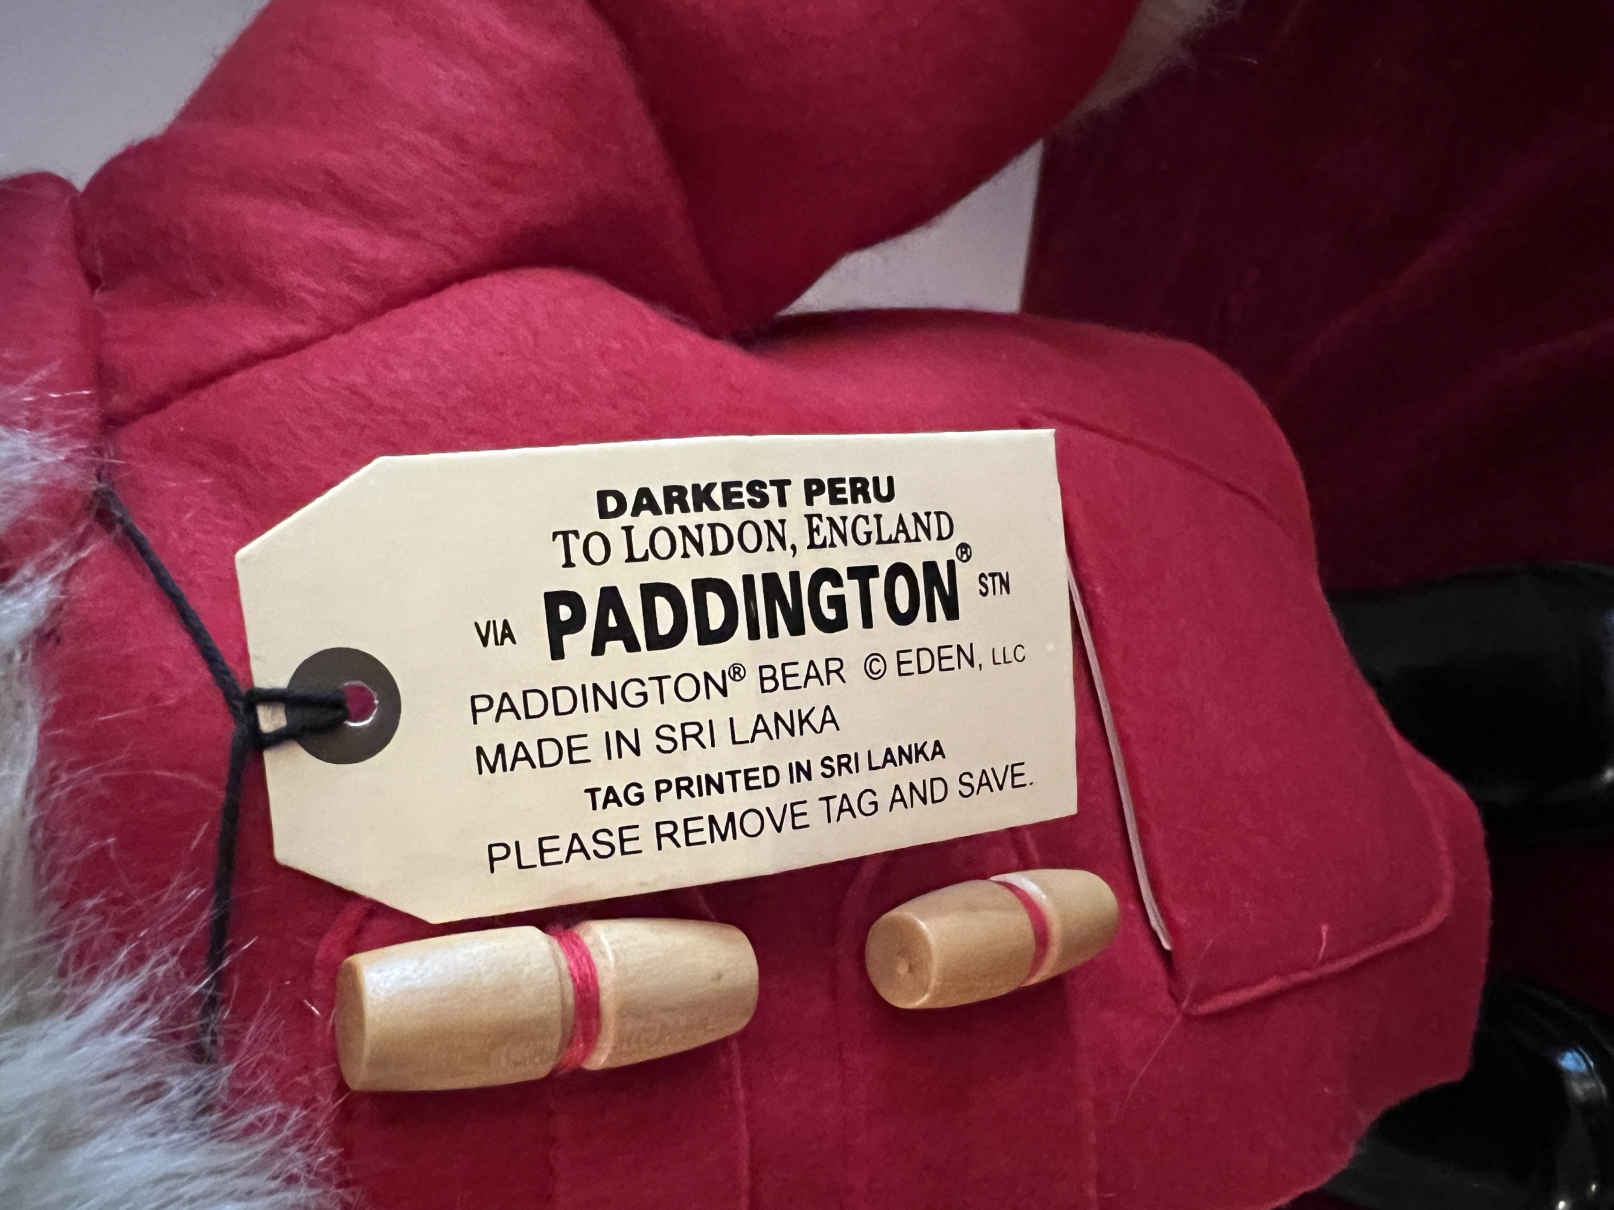 DARKEST PERU
TO LONDON, ENGLAND
VIA PADDINGTON® STN
PADDINGTON® BEAR © EDEN, LLC
MADE IN SRI LANKA
TAG PRINTED IN SRI LANKA
PLEASE REMOVE TAG AND SAVE.